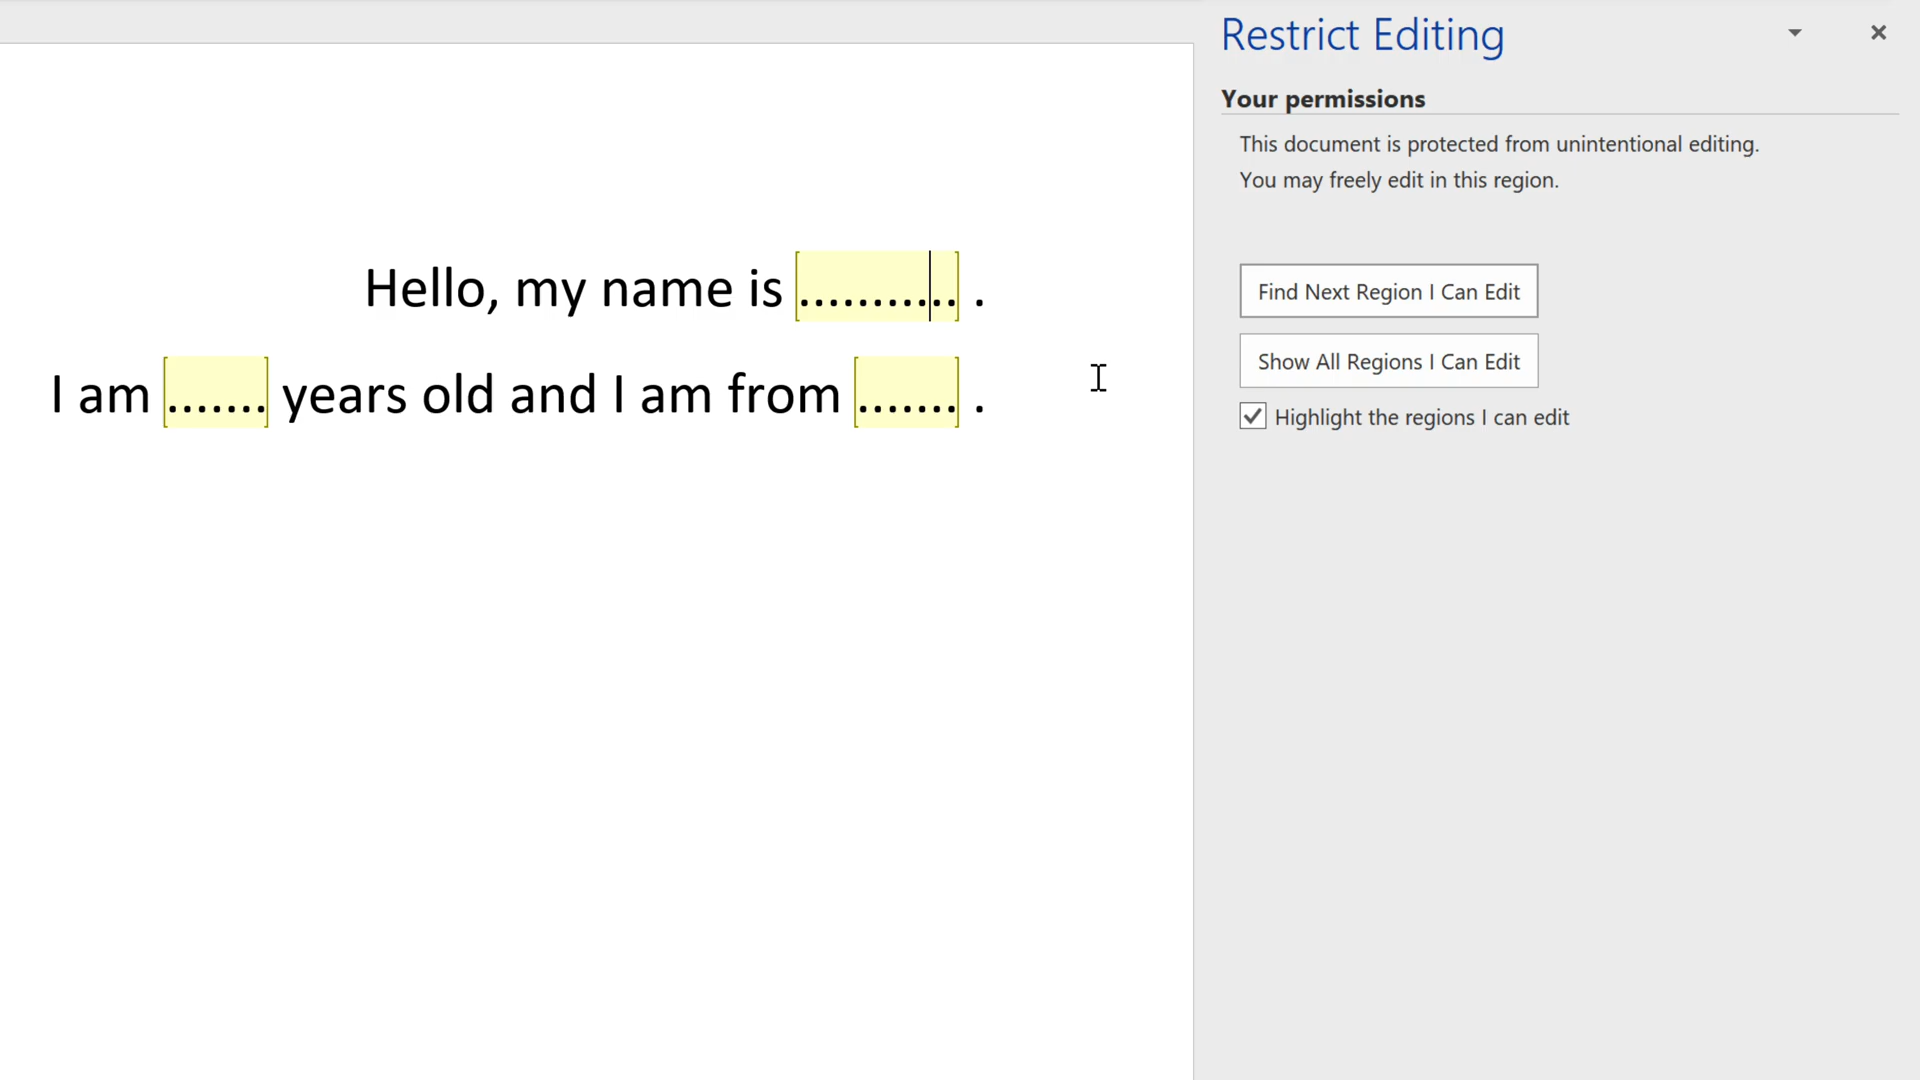 Restrict Editing
Your permissions
This document is protected from unintentional editing.
You may freely edit in this region.
Find Next Region I Can Edit
Show All Regions I Can Edit
Highlight the regions I can edit
Hello, my name is [...........] .
I am [.......] years old and I am from [.......] .